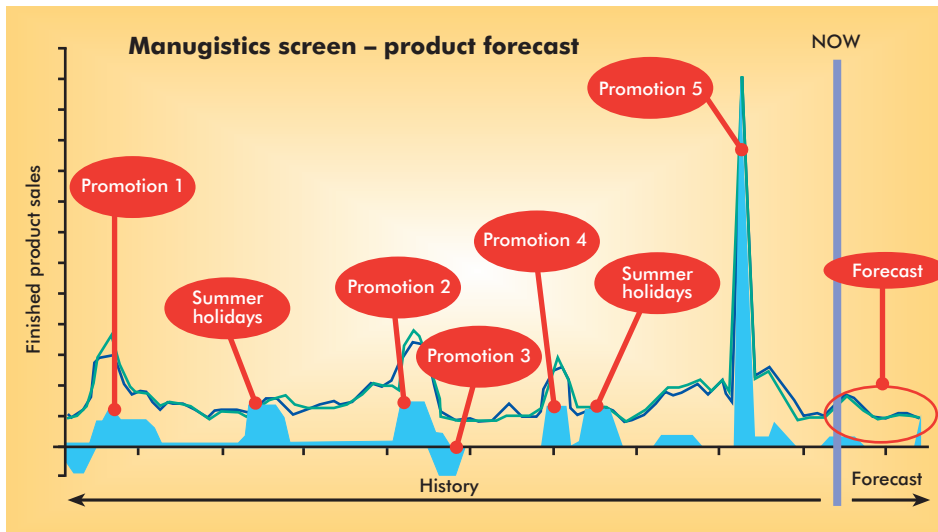 Manugistics screen – product forecast
NOW
Promotion 5
Promotion 1
Promotion 4
Summer
holidays
Forecast
Promotion 2
Summer
holidays
Promotion 3
Finished product sales
History
Forecast